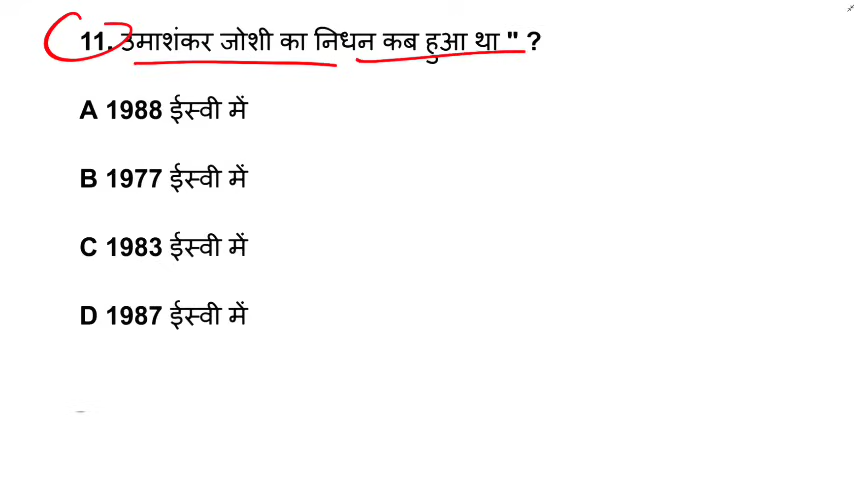 11. उमाशंकर जोशी का निधन कब हुआ था " ?
A 1988 ईस्वी में
B 1977 ईस्वी में
C 1983 ईस्वी में
D 1987 ईस्वी में